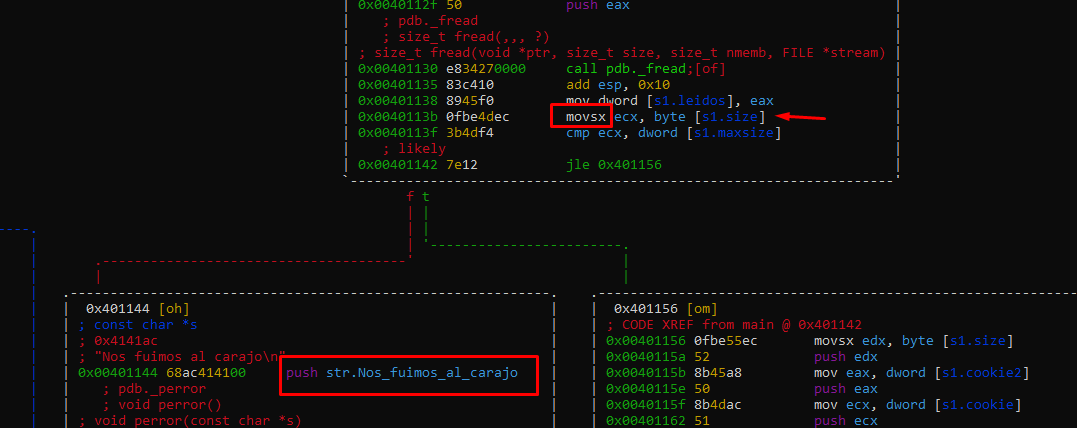 0x0040112f 50 push eax
; pdb._fread
; size_t fread(,,, ?)
; size_t fread(void *ptr, size_t size, size_t nmemb, FILE *stream)
0x00401130 e834270000 call pdb._fread;[of]
0x00401135 83c410 add esp, 0x10
0x00401138 8945f0 mov dword [s1.leidos], eax
0x0040113b 0fbe4dec movsx ecx, byte [s1.size]
0x0040113f 3b4df4 cmp ecx, dword [s1.maxsize]
; likely
0x00401142 7e12 jle 0x401156
f t
0x401144 [oh]
; const char *s
; 0x4141ac
; "Nos fuimos al carajo\n"
0x00401144 68ac414100 push str.Nos_fuimos_al_carajo
; pdb._perror
; void perror()
; void perror(const char *s)
0x401156 [om]
; CODE XREF from main @ 0x401142
0x00401156 0fbe55ec movsx edx, byte [s1.size]
0x0040115a 52 push edx
0x0040115b 8b45a8 mov eax, dword [s1.cookie2]
0x0040115e 50 push eax
0x0040115f 8b4dac mov ecx, dword [s1.cookie]
0x00401162 51 push ecx